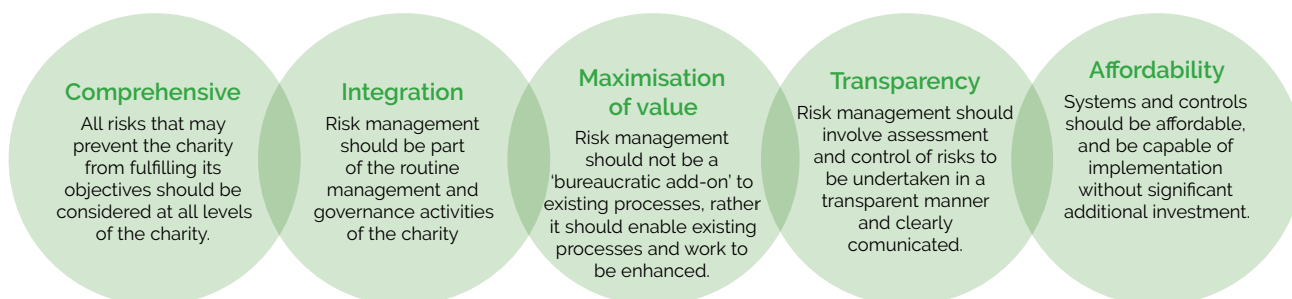 Comprehensive
All risks that may
prevent the charity
from fulfilling its
objectives should be
considered at all levels
of the charity.
Integration
Risk management
should be part
of the routine
management and
governance activities
of the charity
Maximisation
of value
Risk management
should not be a
‘bureaucratic add-on’ to
existing processes, rather
it should enable existing
processes and work to
be enhanced.
Transparency
Risk management should
involve assessment
and control of risks to
be undertaken in a
transparent manner
and clearly
comunicated.
Affordability
Systems and controls
should be affordable,
and be capable of
implementation
without significant
additional investment.